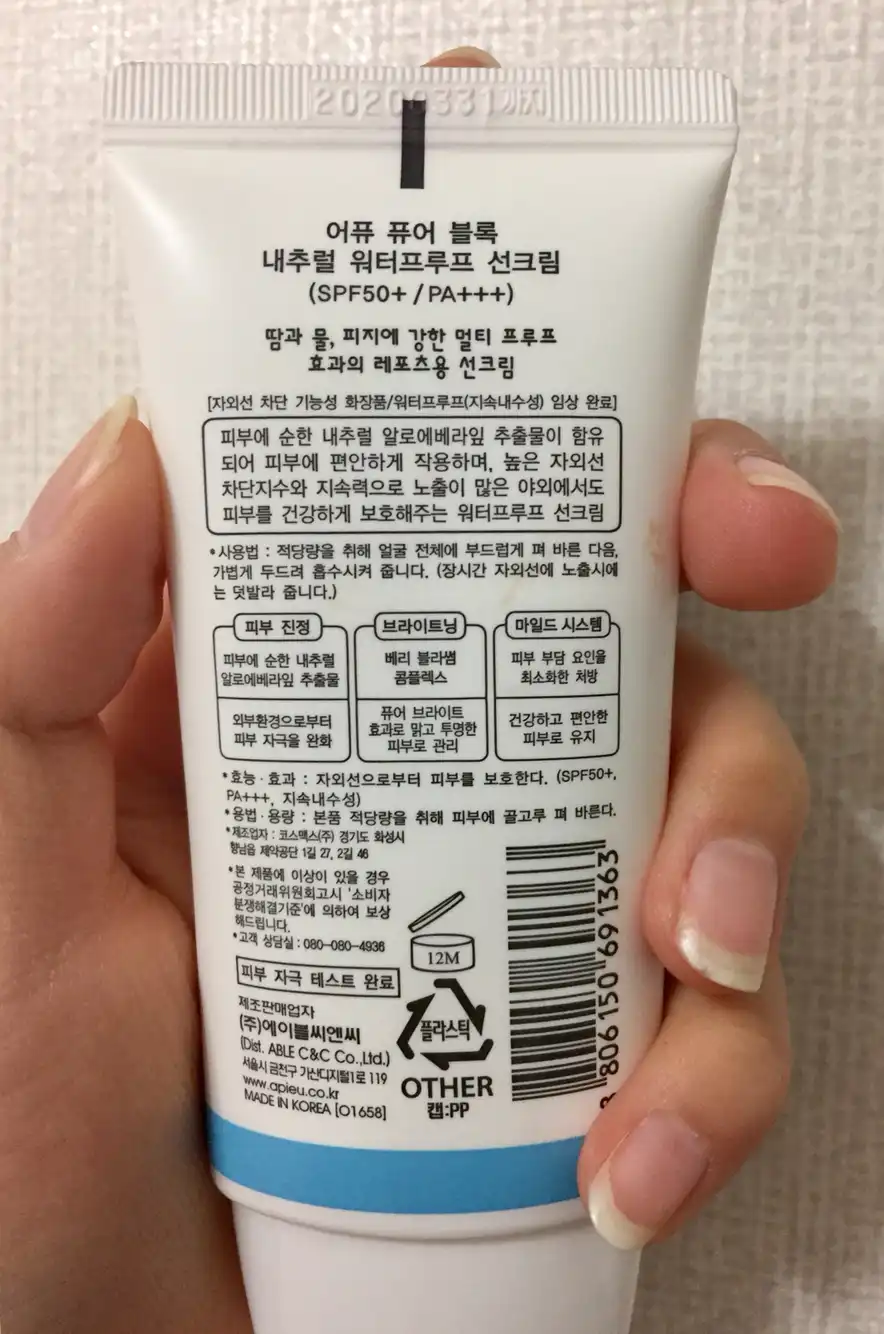 20200331까지
어퓨 퓨어 블록
내추럴 워터프루프 선크림
(SPF50+ / PA+++)
땀과 물, 피지에 강한 멀티 프루프
효과의 레포츠용 선크림
[자외선 차단 기능성 화장품/워터프루프(지속내수성) 임상 완료]
피부에 순한 내추럴 알로에베라잎 추출물이 함유
되어 피부에 편안하게 작용하며, 높은 자외선
차단지수와 지속력으로 노출이 많은 야외에서도
피부를 건강하게 보호해주는 워터프루프 선크림
*사용법 : 적당량을 취해 얼굴 전체에 부드럽게 펴 바른 다음,
가볍게 두드려 흡수시켜 줍니다. (장시간 자외선에 노출시에
는 덧발라 줍니다.)
피부 진정
피부에 순한 내추럴
알로에베라잎 추출물
외부환경으로부터
피부 자극을 완화
브라이트닝
베리 블라썸
콤플렉스
퓨어 브라이트
효과로 맑고 투명한
피부로 관리
마일드 시스템
피부 부담 요인을
최소화한 처방
건강하고 편안한
피부로 유지
*효능·효과 : 자외선으로부터 피부를 보호한다. (SPF50+,
PA+++, 지속내수성)
*용법·용량 : 본품 적당량을 취해 피부에 골고루 펴 바른다.
*제조업자 : 코스맥스(주) 경기도 화성시
향남읍 제약공단 1길 27, 2길 46
*본 제품에 이상이 있을 경우
공정거래위원회고시 '소비자
분쟁해결기준'에 의하여 보상
해드립니다.
*고객 상담실 : 080-080-4936
피부 자극 테스트 완료
제조판매업자
(주)에이블씨엔씨
(Dist. ABLE C&C Co.,Ltd.)
서울시 금천구 가산디지털1로 119
www.apieu.co.kr
MADE IN KOREA [O1658]
12M
플라스틱
OTHER
캡:PP
8 806150 691363